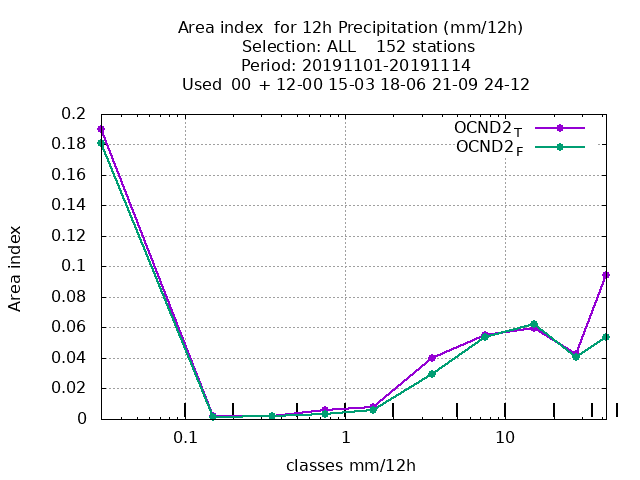 Area index  for 12h Precipitation (mm/12h)
Selection: ALL    152 stations
Period: 20191101-20191114
Used  00 + 12-00 15-03 18-06 21-09 24-12
OCND2T
OCND2F
0.2
0.18
0.16
0.14
0.12
0.1
0.08
0.06
0.04
0.02
0
Area index
0.1 1 10
classes mm/12h